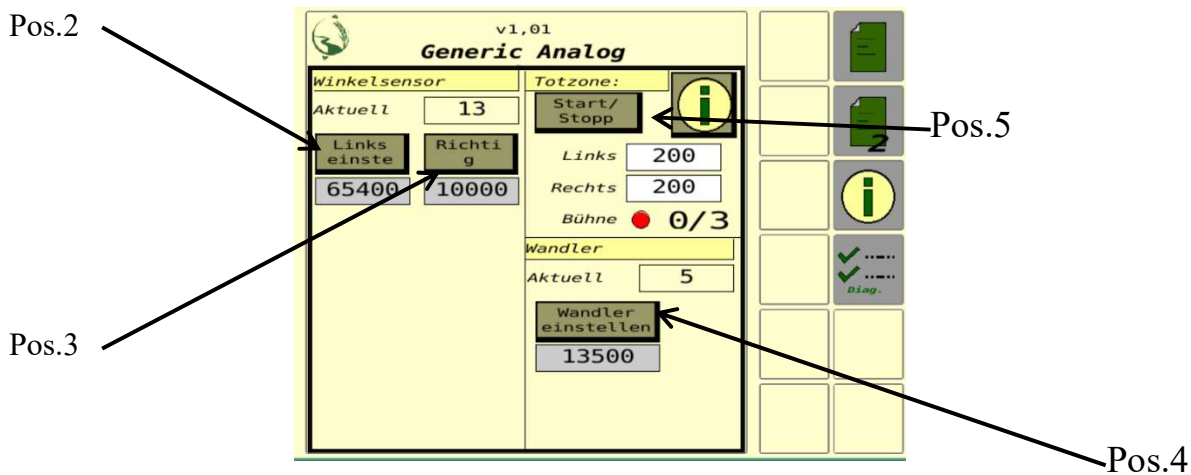 Pos.2
v1,01
Generic Analog
Winkelsensor
Aktuell 13
Links
einste
Richti
g
65400 10000
Totzone:
Start/
Stopp
i
Links 200
Rechts 200
Bühne 0/3
Wandler
Aktuell 5
Wandler
einstellen
13500
2
i
Diag.
Pos.5
Pos.3
Pos.4